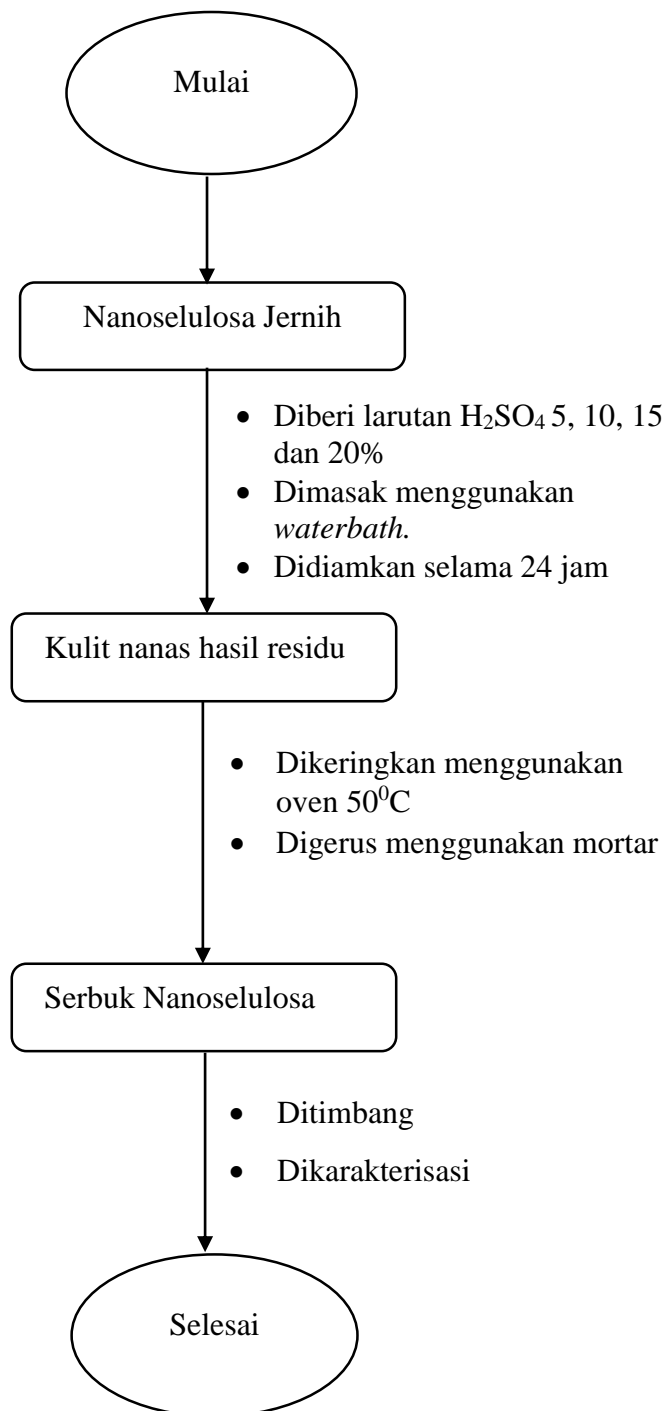 Mulai
Nanoselulosa Jernih
• Diberi larutan H₂SO₄ 5, 10, 15
dan 20%
• Dimasak menggunakan
waterbath.
• Didiamkan selama 24 jam
Kulit nanas hasil residu
• Dikeringkan menggunakan
oven 50⁰C
• Digerus menggunakan mortar
Serbuk Nanoselulosa
• Ditimbang
• Dikarakterisasi
Selesai